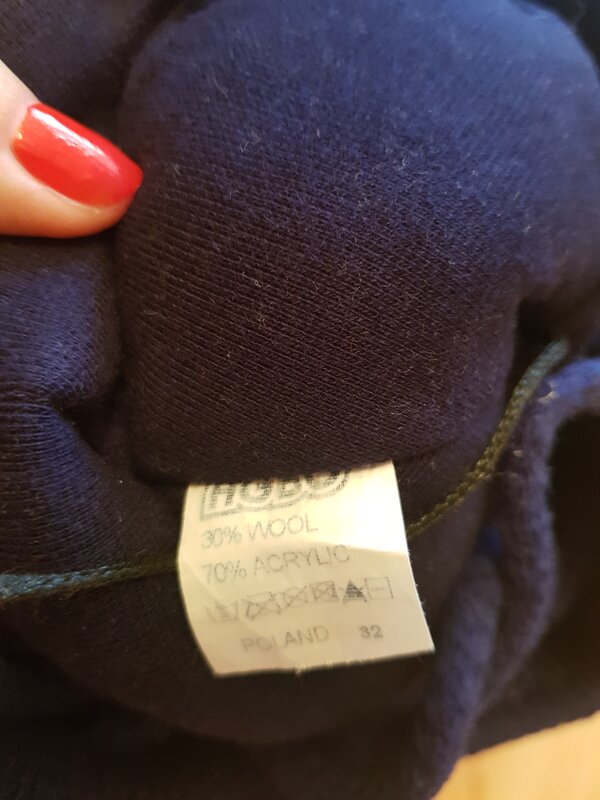 30% WOOL
70% ACRYLIC
POLAND 32